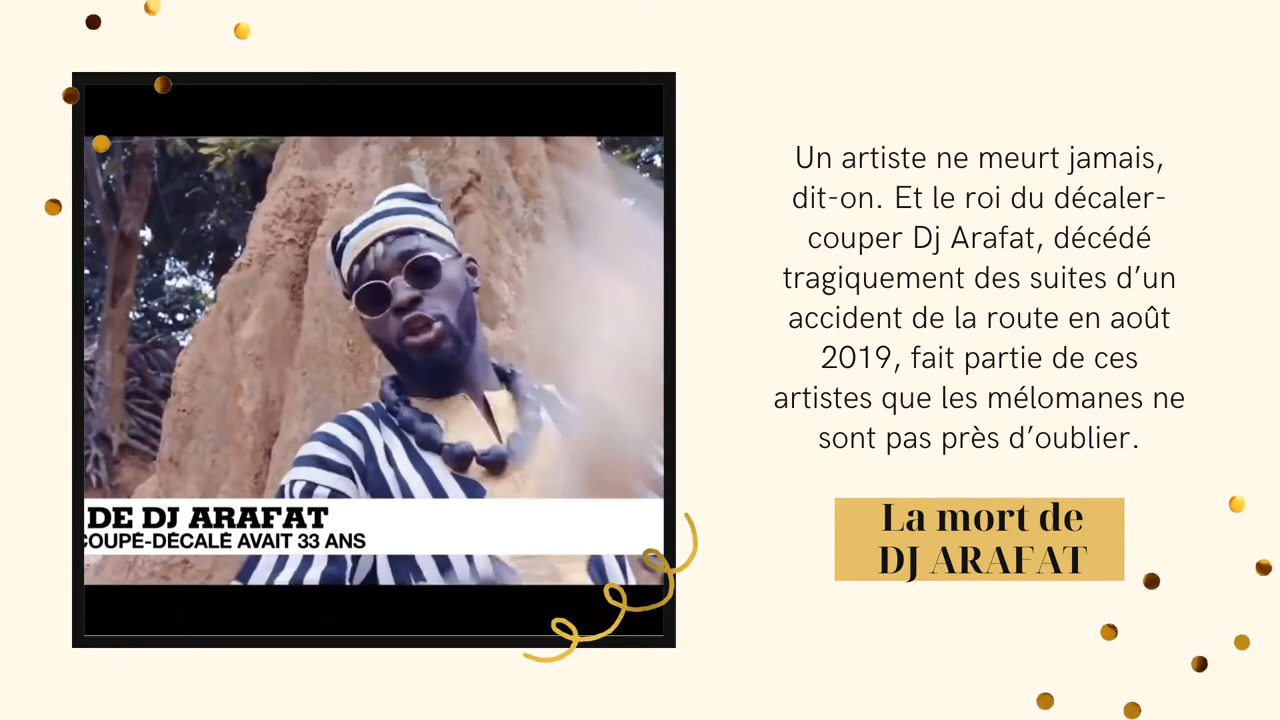 Un artiste ne meurt jamais,
dit-on. Et le roi du décaler-
couper Dj Arafat, décédé
tragiquement des suites d’un
accident de la route en août
2019, fait partie de ces
artistes que les mélomanes ne
sont pas près d’oublier.
La mort de
DJ ARAFAT
DE DJ ARAFAT
COUPÉ-DÉCALÉ AVAIT 33 ANS